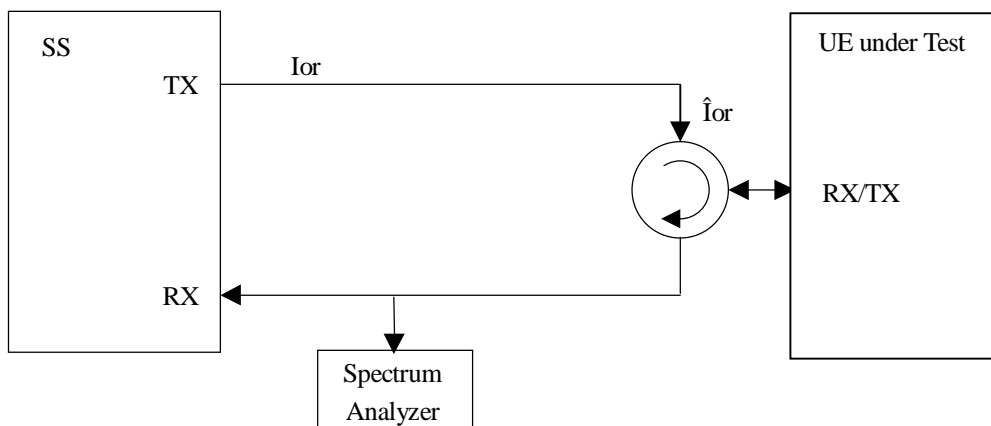 SS
UE under Test
TX
Ior
Îor
RX/TX
RX
Spectrum
Analyzer